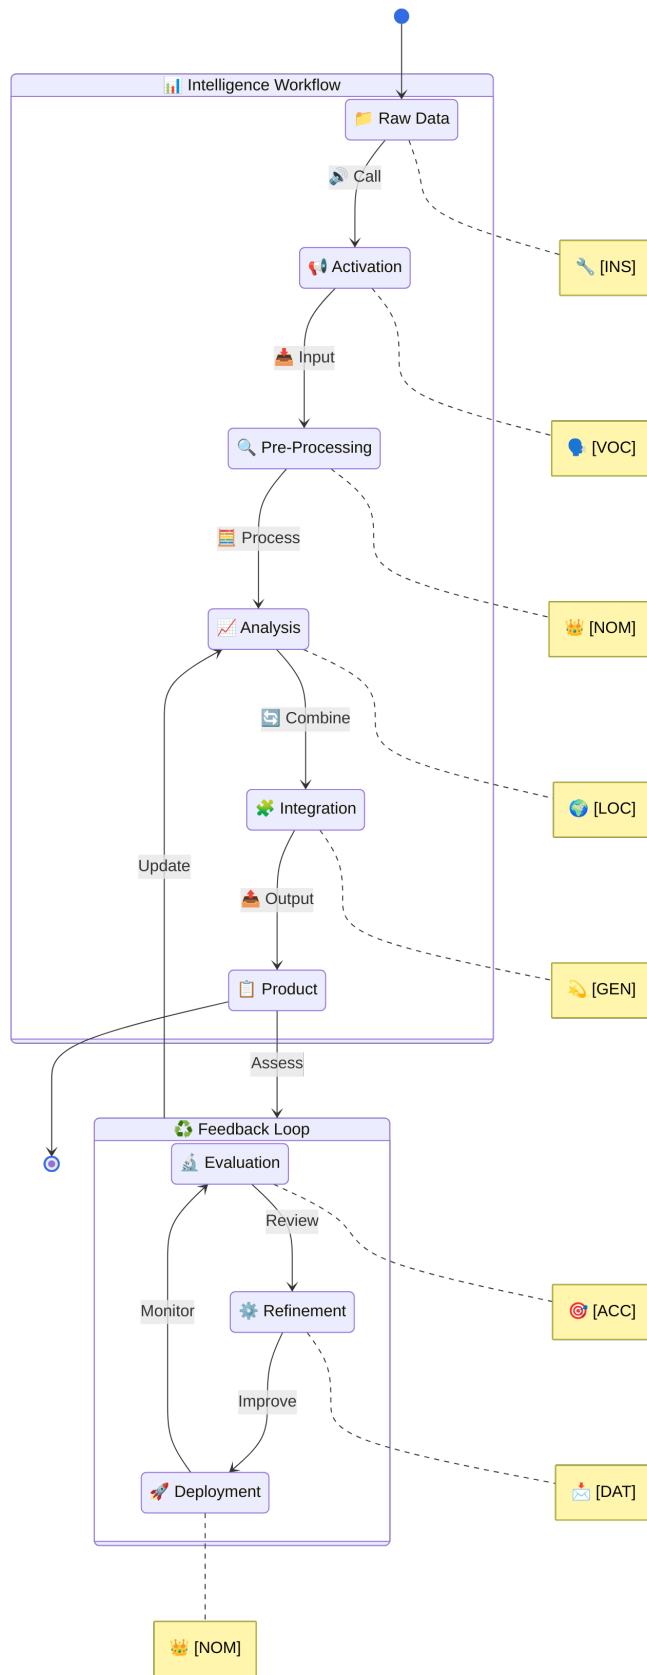 📊 Intelligence Workflow
📁 Raw Data
🔊 Call
🔧 [INS]
📢 Activation
📥 Input
🗣️ [VOC]
🔍 Pre-Processing
🧮 Process
👑 [NOM]
📈 Analysis
🔄 Combine
🌍 [LOC]
🧩 Integration
Update
📤 Output
💫 [GEN]
📋 Product
Assess
♻️ Feedback Loop
🔬 Evaluation
Review
🎯 [ACC]
Monitor
⚙️ Refinement
Improve
📩 [DAT]
🚀 Deployment
👑 [NOM]